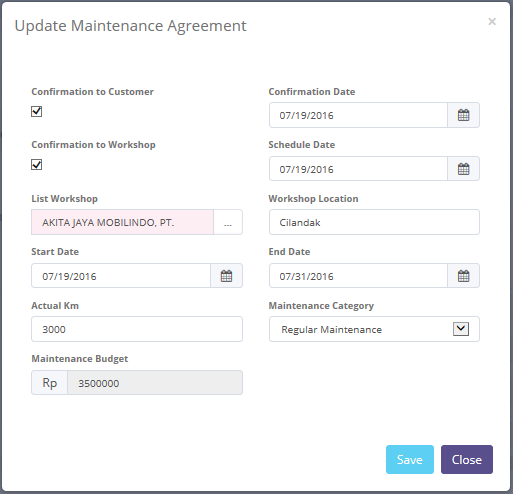 Update Maintenance Agreement
×
Confirmation to Customer
Confirmation Date
07/19/2016
Confirmation to Workshop
Schedule Date
07/19/2016
List Workshop
Workshop Location
AKITA JAYA MOBILINDO, PT.
...
Cilandak
Start Date
End Date
07/19/2016
07/31/2016
Actual Km
Maintenance Category
3000
Regular Maintenance
Maintenance Budget
Rp
3500000
Save
Close